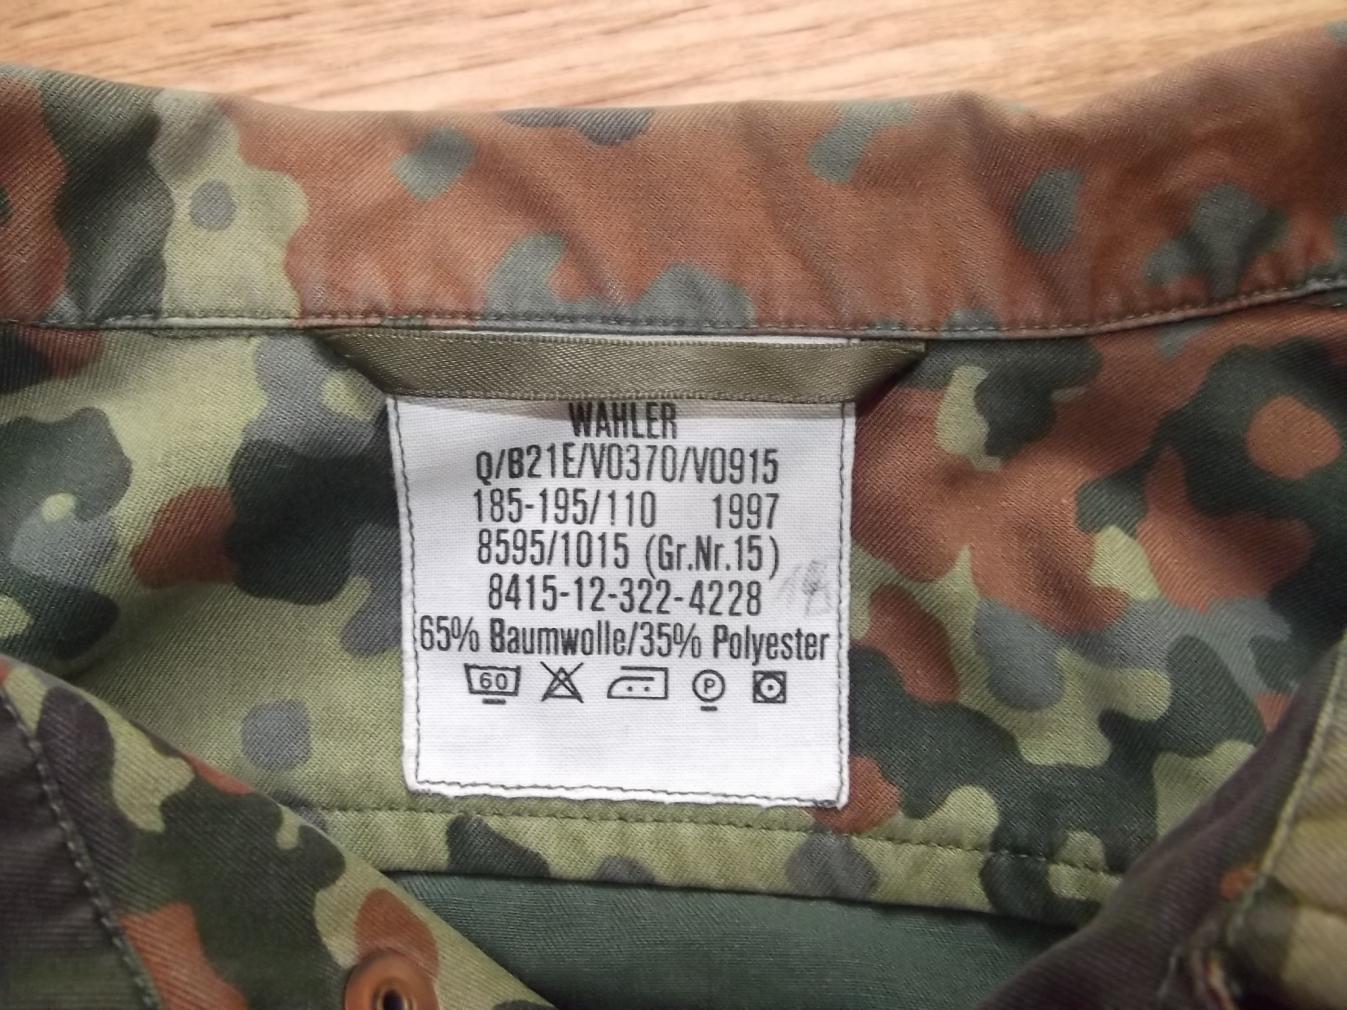 WAHLER
Q/B21E/V0370/V0915
185-195/110 1997
8595/1015 (Gr.Nr.15)
8415-12-322-4228
65% Baumwolle/35% Polyester
60 P